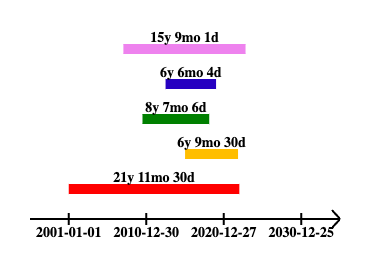 15y 9mo 1d
6y 6mo 4d
8y 7mo 6d
6y 9mo 30d
21y 11mo 30d
2001-01-01 2010-12-30 2020-12-27 2030-12-25